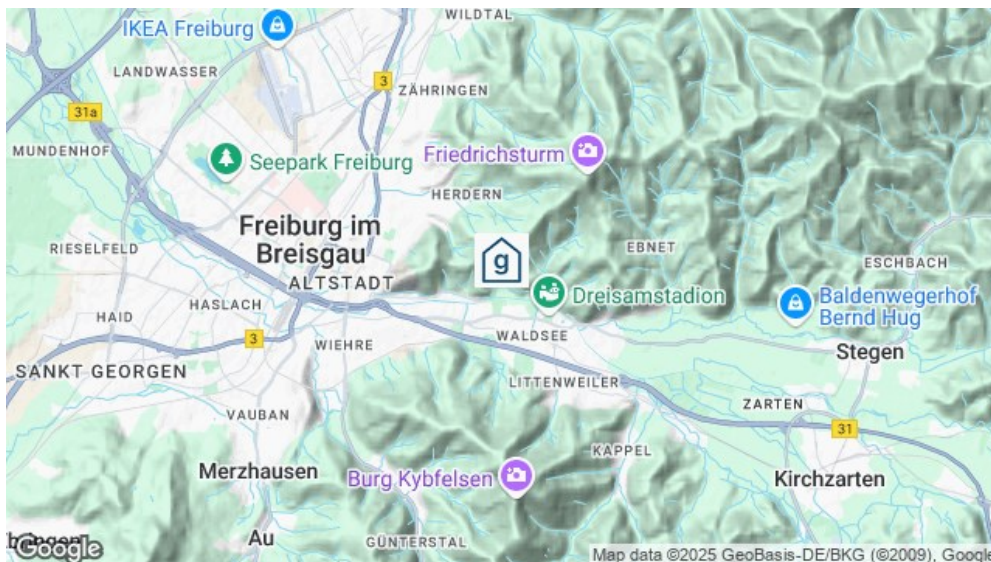 WILDTAL
IKEA Freiburg
LANDWASSER
3
ZÄHRINGEN
31a
MUNDENHOF
Seepark Freiburg
Friedrichsturm
HERDERN
Freiburg im
Breisgau
RIESELFELD
EBNET
ESCHBACH
g
ALTSTADT
Dreisamstadion
Baldenwegerhof
Bernd Hug
HASLACH
HAID
3
WIEHRE
WALDSEE
Stegen
SANKT GEORGEN
LITTENWEILER
VAUBAN
ZARTEN
31
KAPPEL
Merzhausen
Burg Kybfelsen
Kirchzarten
Au
GÜNTERSTAL
Google
Map data ©2025 GeoBasis-DE/BKG (©2009), Google